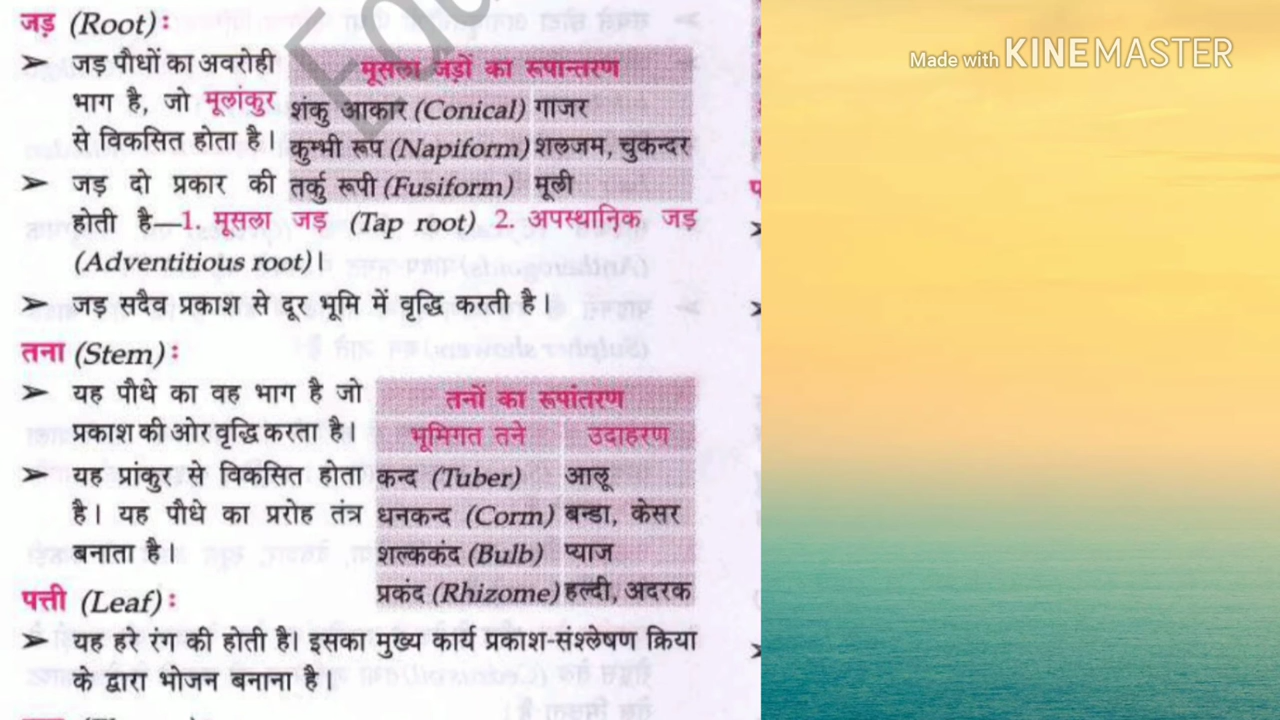 जड़ (Root) :
➢ जड़ पौधों का अवरोही
भाग है, जो मूलांकुर
से विकसित होता है।
मूसला जड़ों का रूपान्तरण
शंकु आकार (Conical) गाजर
कुम्भी रूप (Napiform) शलजम, चुकन्दर
तर्कु रूपी (Fusiform) मूली
➢ जड़ दो प्रकार की
होती है—1. मूसला जड़ (Tap root) 2. अपस्थानिक जड़
(Adventitious root)।
➢ जड़ सदैव प्रकाश से दूर भूमि में वृद्धि करती है।
तना (Stem) :
➢ यह पौधे का वह भाग है जो
प्रकाश की ओर वृद्धि करता है।
➢ यह प्रांकुर से विकसित होता
है। यह पौधे का प्ररोह तंत्र
बनाता है।
तनों का रूपांतरण
भूमिगत तने उदाहरण
कन्द (Tuber) आलू
धनकन्द (Corm) बन्डा, केसर
शल्ककंद (Bulb) प्याज
प्रकंद (Rhizome) हल्दी, अदरक
पत्ती (Leaf) :
➢ यह हरे रंग की होती है। इसका मुख्य कार्य प्रकाश-संश्लेषण क्रिया
के द्वारा भोजन बनाना है।
Made with KINEMASTER